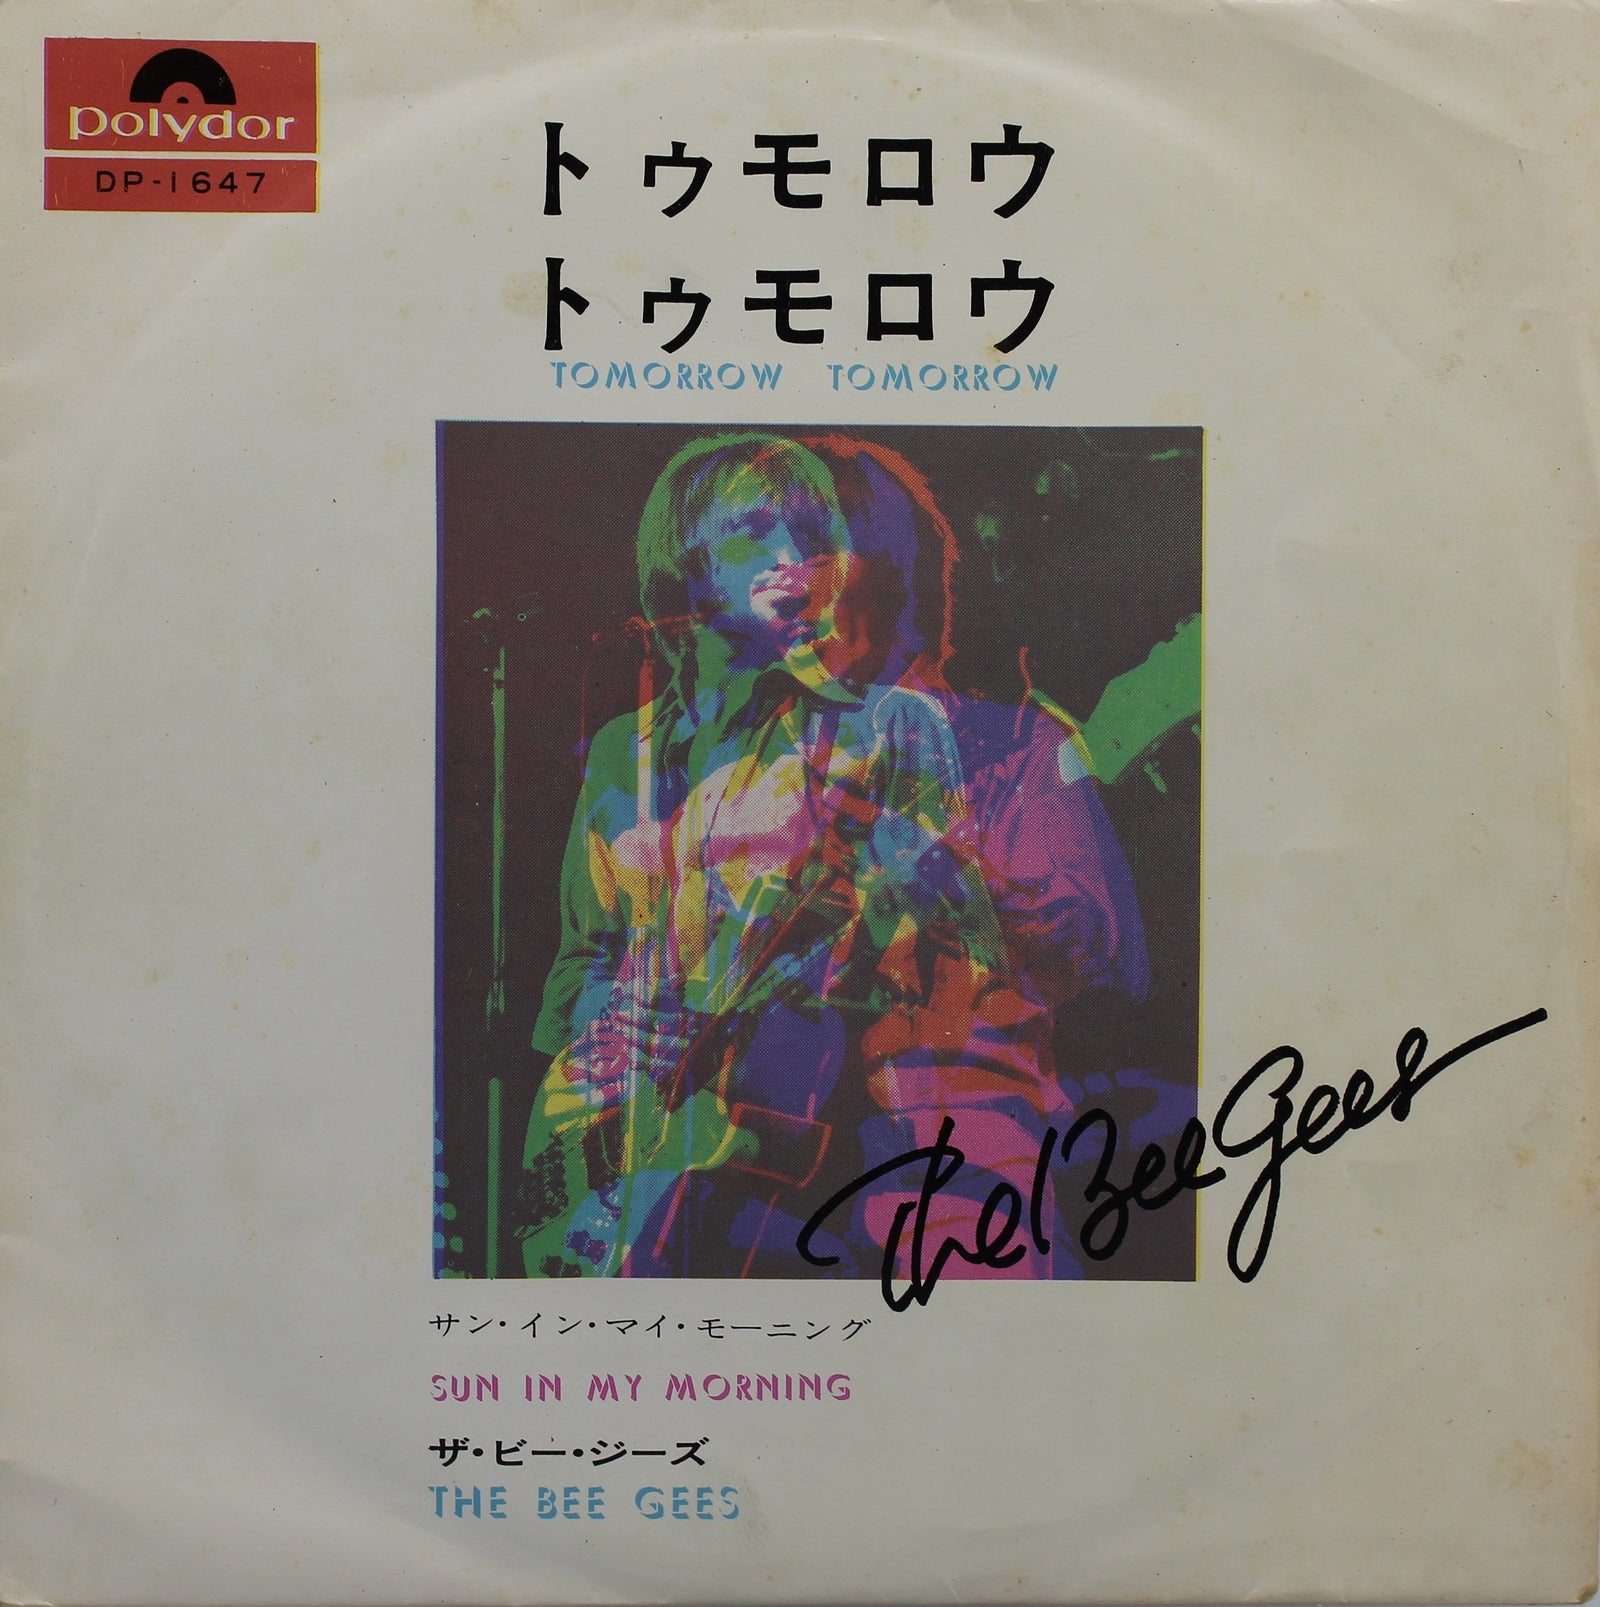 polydor
DP-1647
トゥモロウ
トゥモロウ
TOMORROW TOMORROW
The Bee Gees
サン・イン・マイ・モーニング
SUN IN MY MORNING
ザ・ビー・ジーズ
THE BEE GEES